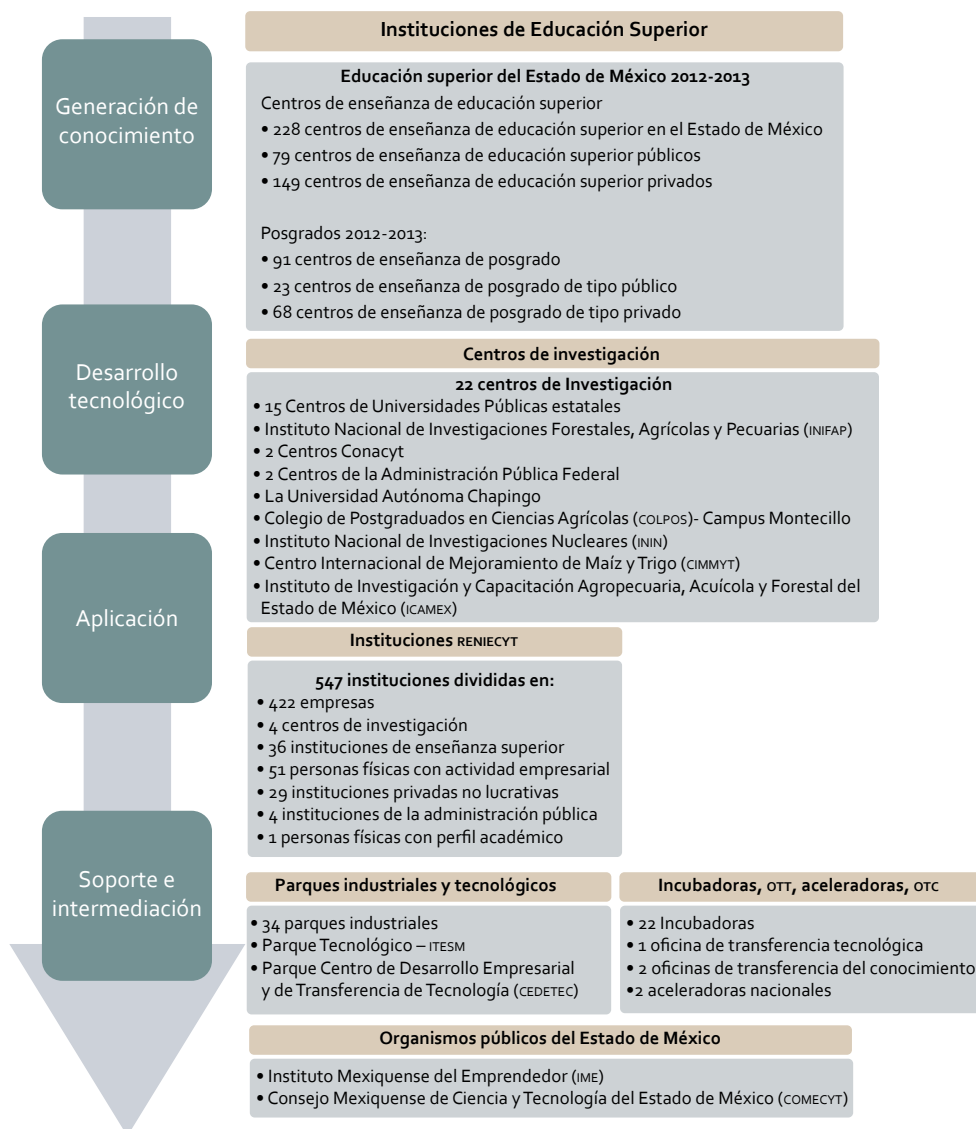 Generación de
conocimiento
Desarrollo
tecnológico
Aplicación
Soporte e
intermediación
Instituciones de Educación Superior
Educación superior del Estado de México 2012-2013
Centros de enseñanza de educación superior
• 228 centros de enseñanza de educación superior en el Estado de México
• 79 centros de enseñanza de educación superior públicos
• 149 centros de enseñanza de educación superior privados
Posgrados 2012-2013:
• 91 centros de enseñanza de posgrado
• 23 centros de enseñanza de posgrado de tipo público
• 68 centros de enseñanza de posgrado de tipo privado
Centros de investigación
22 centros de Investigación
• 15 Centros de Universidades Públicas estatales
• Instituto Nacional de Investigaciones Forestales, Agrícolas y Pecuarias (INIFAP)
• 2 Centros Conacyt
• 2 Centros de la Administración Pública Federal
• La Universidad Autónoma Chapingo
• Colegio de Postgraduados en Ciencias Agrícolas (COLPOS)- Campus Montecillo
• Instituto Nacional de Investigaciones Nucleares (ININ)
• Centro Internacional de Mejoramiento de Maíz y Trigo (CIMMYT)
• Instituto de Investigación y Capacitación Agropecuaria, Acuícola y Forestal del
Estado de México (ICAMEX)
Instituciones RENIECYT
547 instituciones divididas en:
• 422 empresas
• 4 centros de investigación
• 36 instituciones de enseñanza superior
• 51 personas físicas con actividad empresarial
• 29 instituciones privadas no lucrativas
• 4 instituciones de la administración pública
• 1 personas físicas con perfil académico
Parques industriales y tecnológicos
• 34 parques industriales
• Parque Tecnológico – ITESM
• Parque Centro de Desarrollo Empresarial
y de Transferencia de Tecnología (CEDETEC)
Incubadoras, OTT, aceleradoras, OTC
• 22 Incubadoras
• 1 oficina de transferencia tecnológica
• 2 oficinas de transferencia del conocimiento
•2 aceleradoras nacionales
Organismos públicos del Estado de México
• Instituto Mexiquense del Emprendedor (IME)
• Consejo Mexiquense de Ciencia y Tecnología del Estado de México (COMECYT)